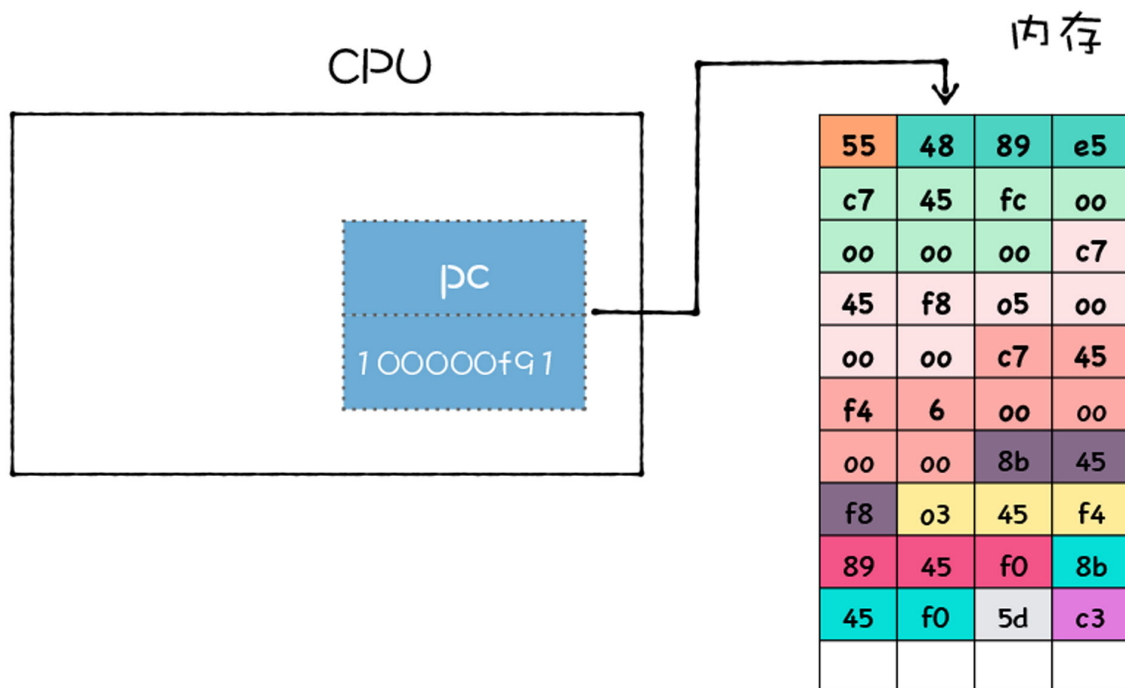 内存
CPU
55 48 89 e5
c7 45 fc 00
00 00 00 c7
pc
45 f8 05 00
100000f91
00 00 c7 45
f4 6 00 00
00 00 8b 45
f8 03 45 f4
89 45 f0 8b
45 f0 5d c3